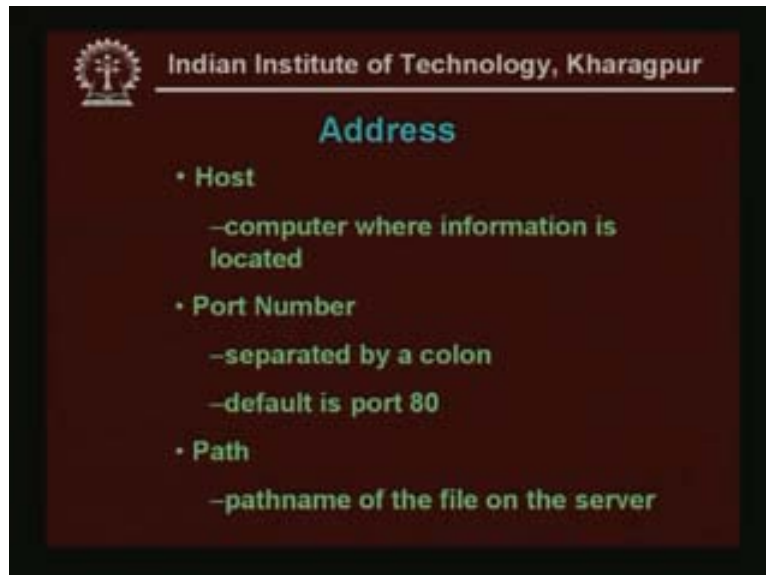 Indian Institute of Technology, Kharagpur
Address
• Host
–computer where information is
located
• Port Number
–separated by a colon
–default is port 80
• Path
–pathname of the file on the server